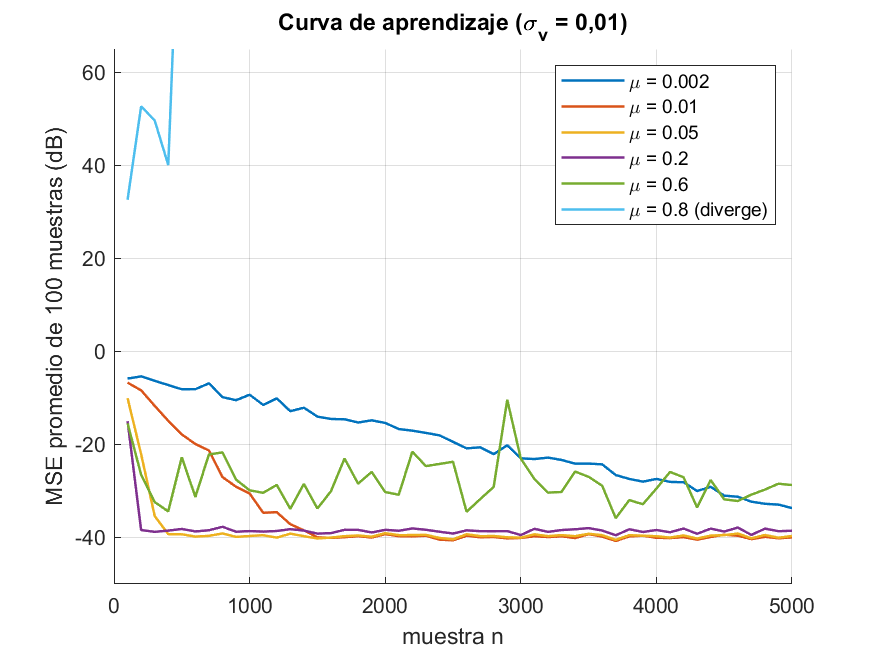 Curva de aprendizaje (σv = 0,01)
MSE promedio de 100 muestras (dB)
60
40
20
0
-20
-40
0
1000
2000
3000
4000
5000
muestra n
μ = 0.002
μ = 0.01
μ = 0.05
μ = 0.2
μ = 0.6
μ = 0.8 (diverge)